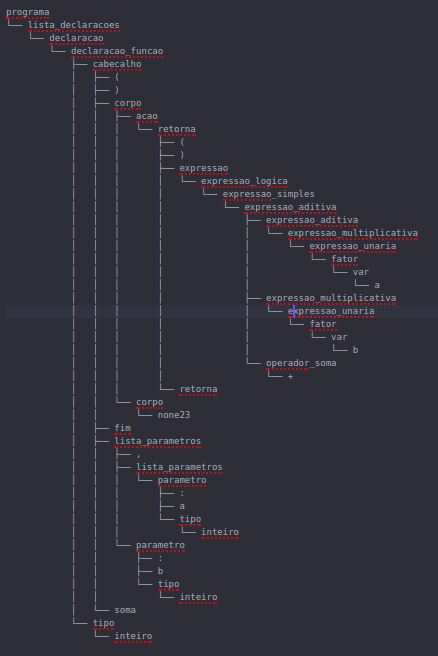 programa
└── lista_declaracoes
    └── declaracao
        └── declaracao_funcao
            ├── cabecalho
            │   ├── (
            │   ├── )
            │   ├── corpo
            │   │   ├── acao
            │   │   │   └── retorna
            │   │   │       ├── (
            │   │   │       ├── )
            │   │   │       ├── expressao
            │   │   │       │   └── expressao_logica
            │   │   │       │       └── expressao_simples
            │   │   │       │           └── expressao_aditiva
            │   │   │       │               ├── expressao_aditiva
            │   │   │       │               │   └── expressao_multiplicativa
            │   │   │       │               │       └── expressao_unaria
            │   │   │       │               │           └── fator
            │   │   │       │               │               └── var
            │   │   │       │               │                   └── a
            │   │   │       │               ├── expressao_multiplicativa
            │   │   │       │               │   └── expressao_unaria
            │   │   │       │               │       └── fator
            │   │   │       │               │           └── var
            │   │   │       │               │               └── b
            │   │   │       │               └── operador_soma
            │   │   │       │                   └── +
            │   │   │       └── retorna
            │   │   └── corpo
            │   │       └── none23
            │   ├── fim
            │   ├── lista_parametros
            │   │   ├── ,
            │   │   ├── lista_parametros
            │   │   │   └── parametro
            │   │   │       ├── :
            │   │   │       ├── a
            │   │   │       └── tipo
            │   │   │           └── inteiro
            │   │   └── parametro
            │   │       ├── :
            │   │       ├── b
            │   │       └── tipo
            │   │           └── inteiro
            │   └── soma
            └── tipo
                └── inteiro